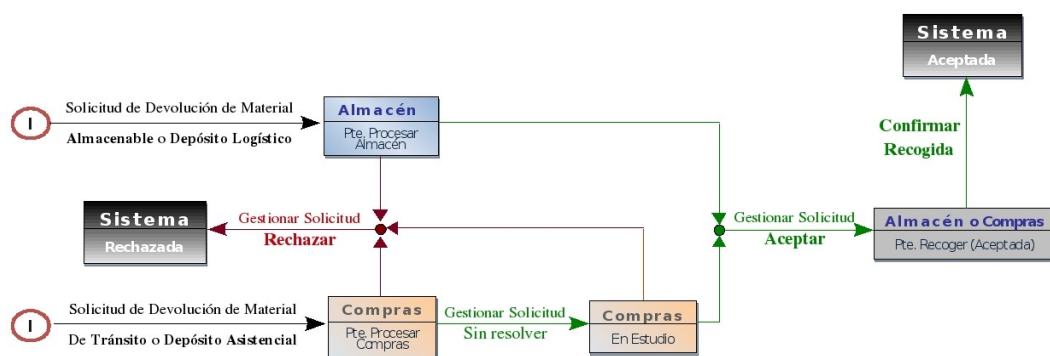 Sistema
Aceptada
Solicitud de Devolución de Material
Almacenable o Depósito Logístico
I
Almacén
Pte. Procesar
Almacén
Confirmar
Recogida
Sistema
Rechazada
Gestionar Solicitud
Rechazar
Gestionar Solicitud
Aceptar
Almacén o Compras
Pte. Recoger (Aceptada)
Solicitud de Devolución de Material
De Tránsito o Depósito Asistencial
I
Compras
Pte. Procesar
Compras
Gestionar Solicitud
Sin resolver
Compras
En Estudio